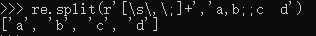 >>> re.split(r'[\s\,\;]+','a,b;;c  d')
['a', 'b', 'c', 'd']